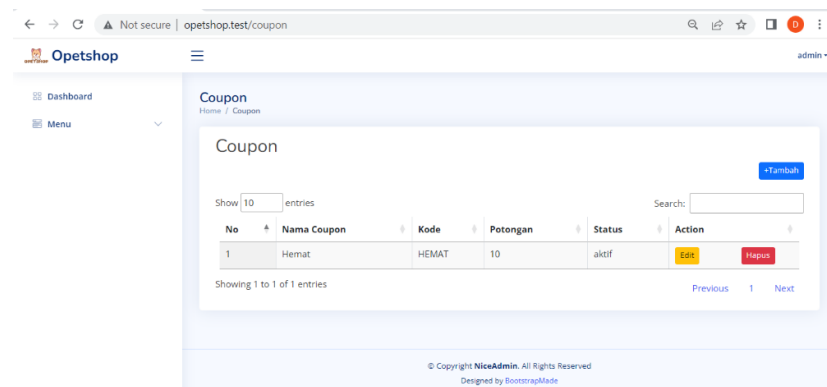 Not secure | opetshop.test/coupon
D
Opetshop
admin
Dashboard
Menu
Coupon
Home / Coupon
Coupon
+Tambah
Show 10 entries
Search:
No Nama Coupon Kode Potongan Status Action
1 Hemat HEMAT 10 aktif Edit Hapus
Showing 1 to 1 of 1 entries
Previous 1 Next
© Copyright NiceAdmin. All Rights Reserved
Designed by BootstrapMade